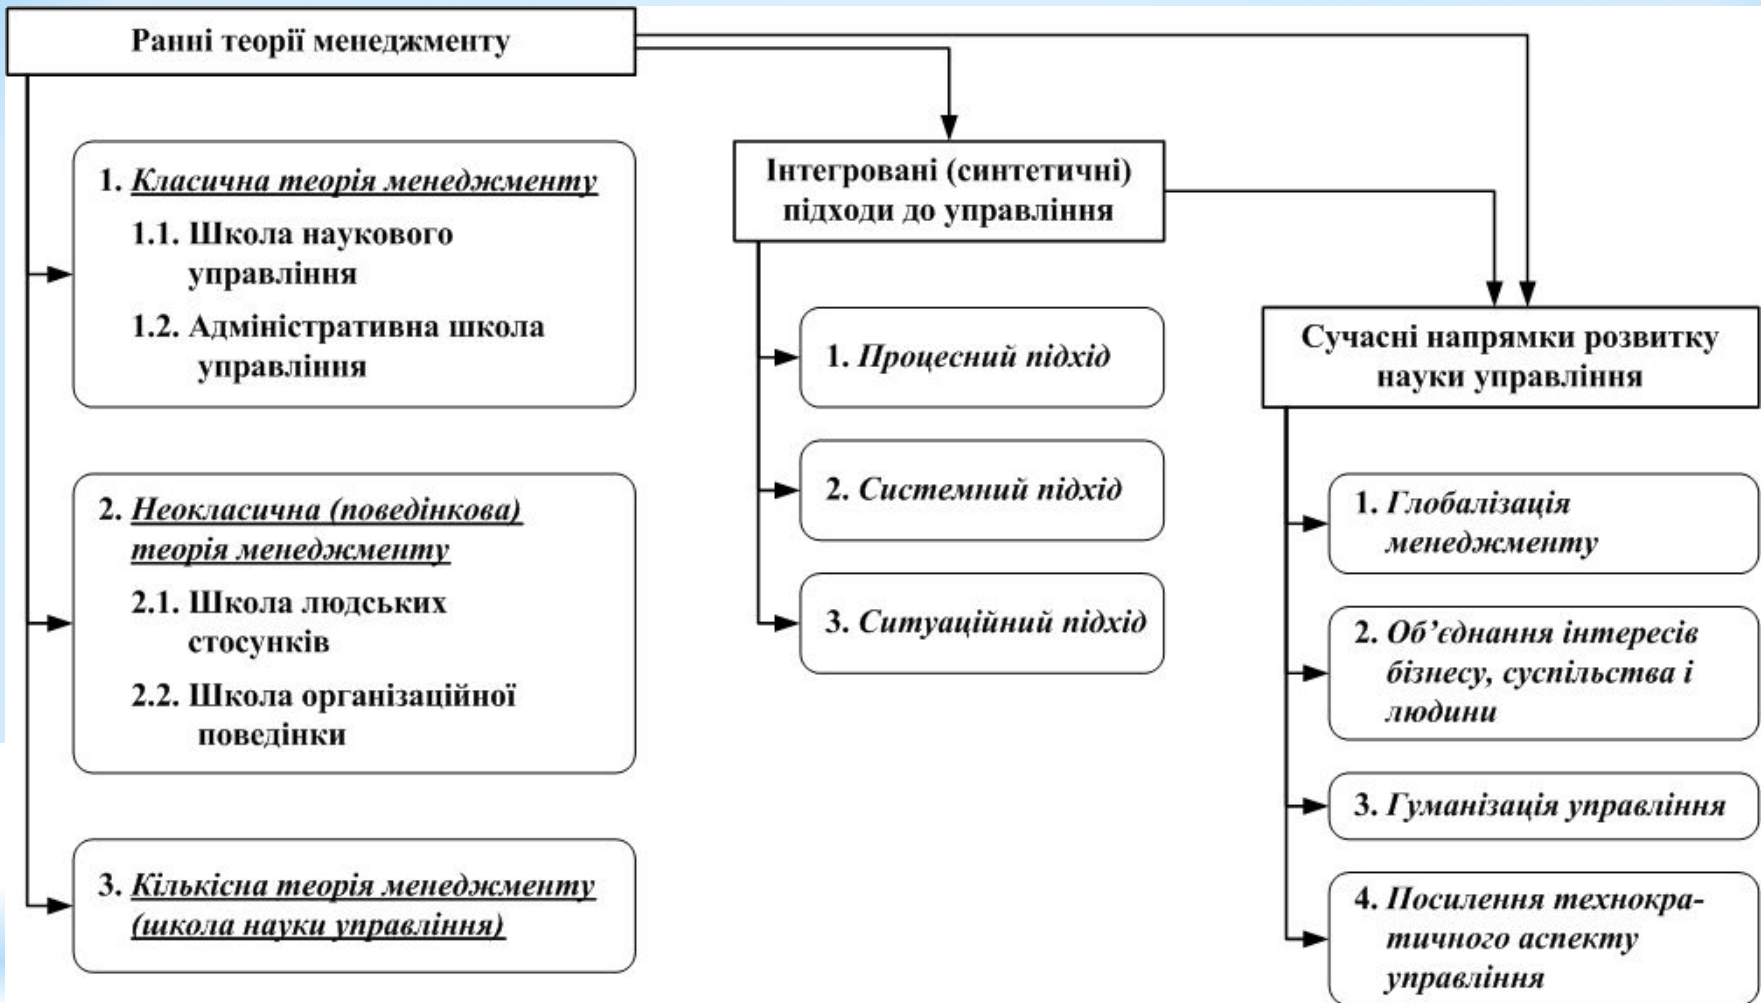 Ранні теорії менеджменту
1. Класична теорія менеджменту
1.1. Школа наукового
управління
1.2. Адміністративна школа
управління
2. Неокласична (поведінкова)
теорія менеджменту
2.1. Школа людських
стосунків
2.2. Школа організаційної
поведінки
3. Кількісна теорія менеджменту
(школа науки управління)
Інтегровані (синтетичні)
підходи до управління
1. Процесний підхід
2. Системний підхід
3. Ситуаційний підхід
Сучасні напрямки розвитку
науки управління
1. Глобалізація
менеджменту
2. Об’єднання інтересів
бізнесу, суспільства і
людини
3. Гуманізація управління
4. Посилення технокра-
тичного аспекту
управління